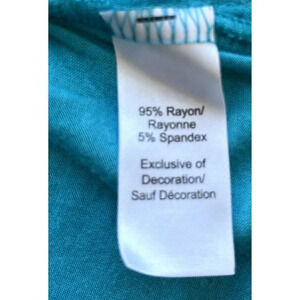 95% Rayon/
Rayonne
5% Spandex
Exclusive of
Decoration/
Sauf Décoration